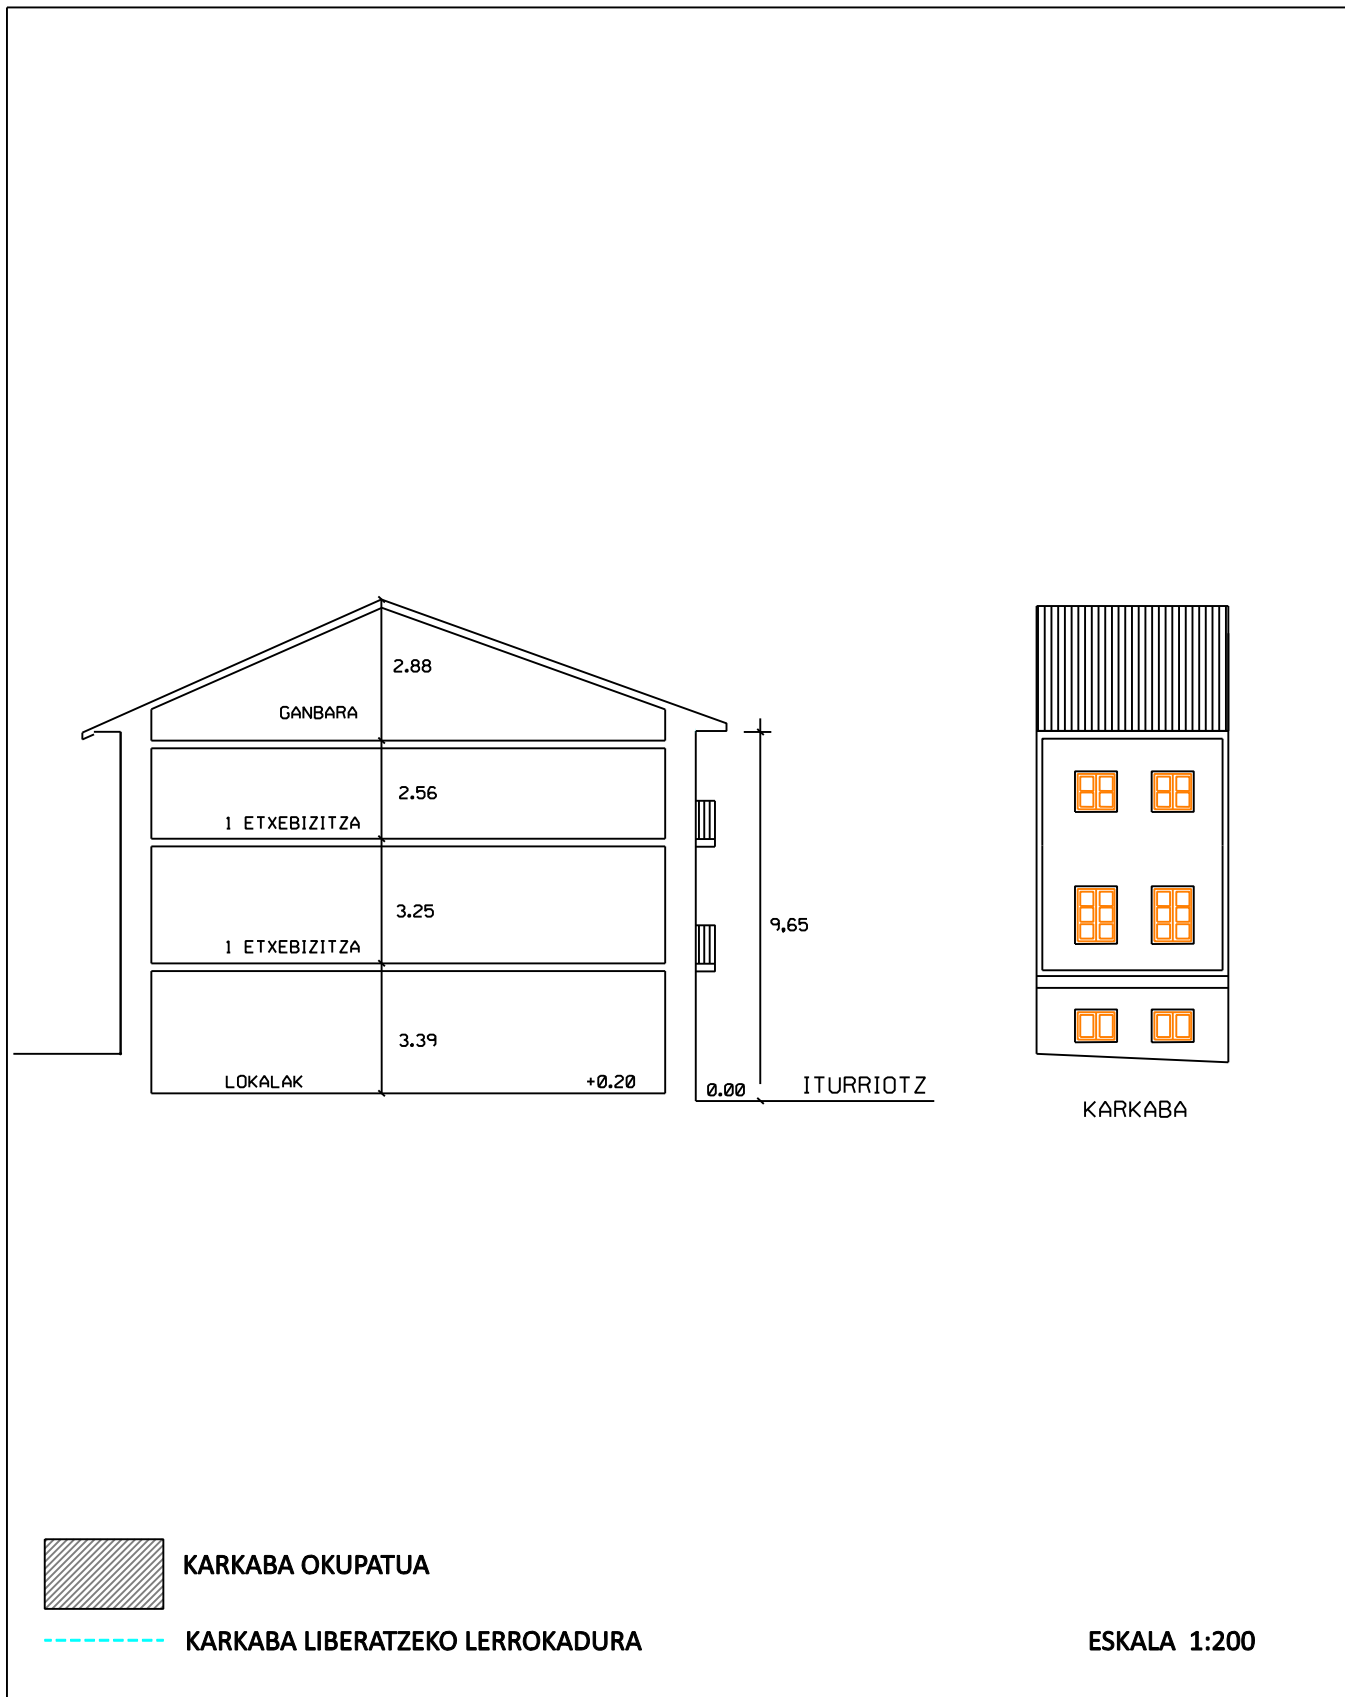 2.88
GANBARA
2.56
1 ETXEBIZITZA
3.25
1 ETXEBIZITZA
9.65
3.39
LOKALAK
+0.20
0.00
ITURRIOTZ
KARKABA
KARKABA OKUPATUA
KARKABA LIBERATZEKO LERROKADURA
ESKALA 1:200